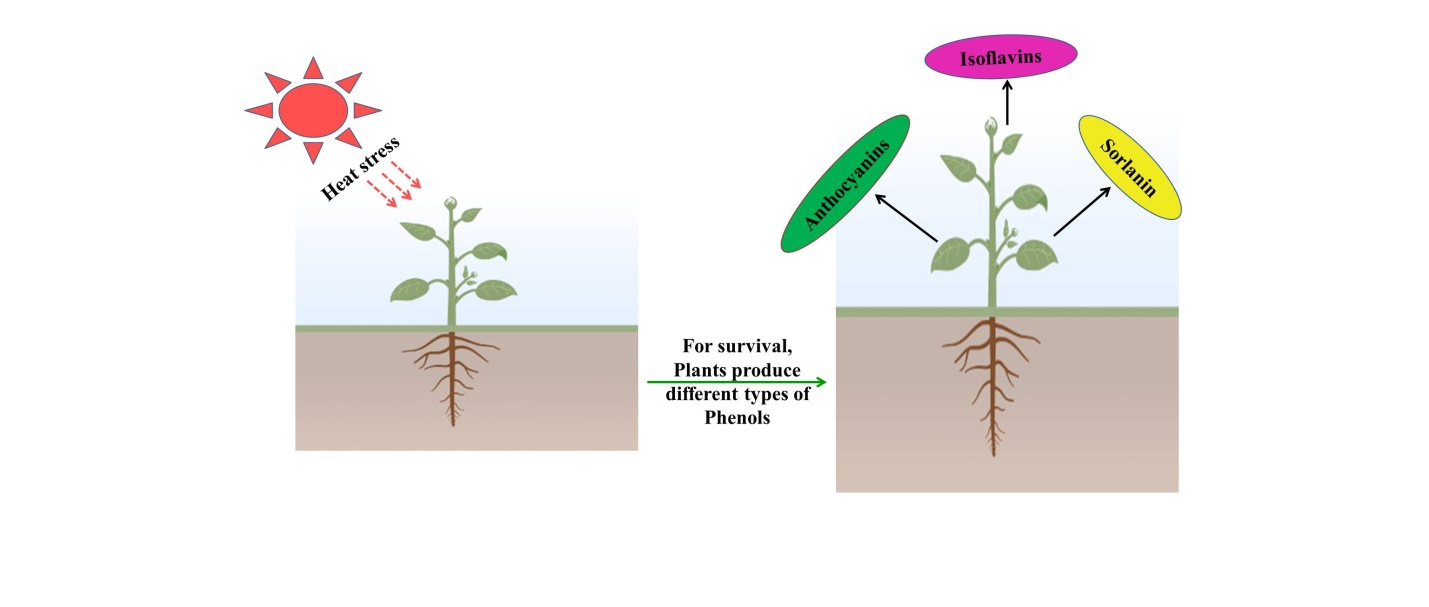 Heat stress
For survival,
Plants produce
different types of
Phenols
Anthocyanins
Isoflavins
Sorlanin